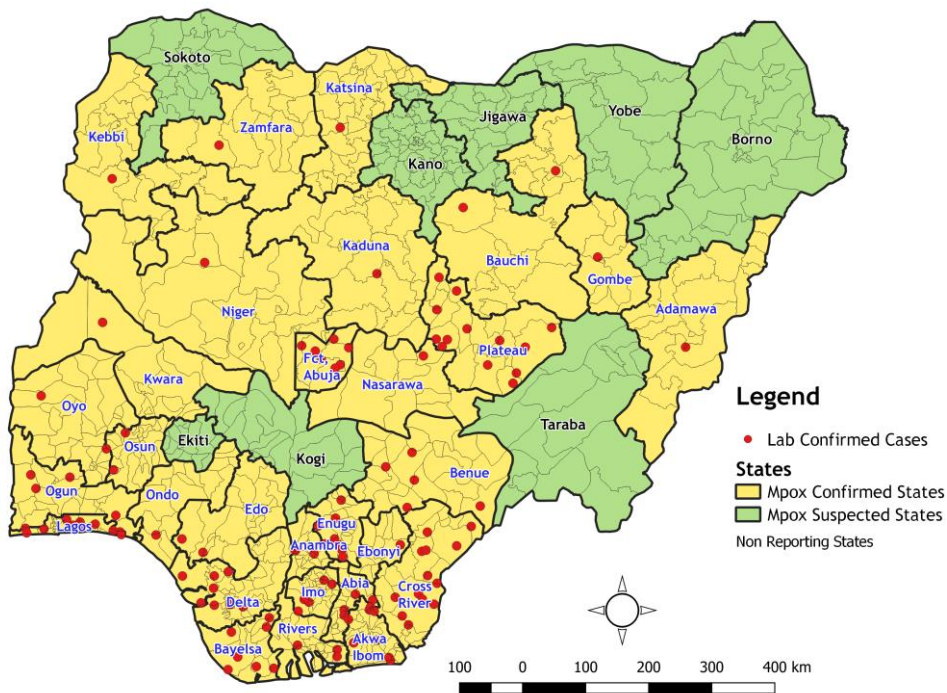 Sokoto
Katsina
Kebbi
Zamfara
Jigawa
Yobe
Borno
Kano
Kaduna
Bauchi
Gombe
Adamawa
Niger
Fct,
Abuja
Plateau
Nasarawa
Kwara
Oyo
Taraba
Osun
Ekiti
Kogi
Benue
Ogun
Ondo
Edo
Lagos
Enugu
Anambra
Ebonyi
Abia
Imo
Cross
River
Delta
Rivers
Akwa
Ibom
Bayelsa
Legend
Lab Confirmed Cases
States
Mpox Confirmed States
Mpox Suspected States
Non Reporting States
100 0 100 200 300 400 km